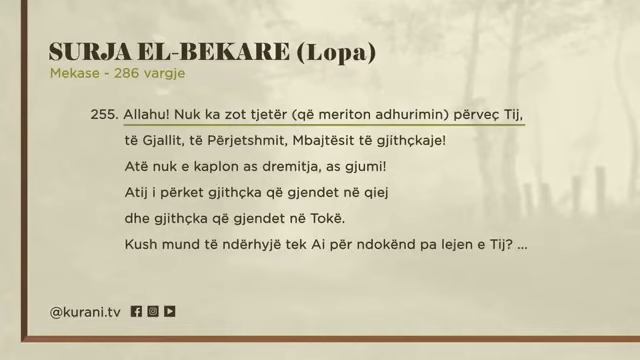 SURJA EL-BEKARE (Lopa)
Mekase - 286 vargje
255. Allahu! Nuk ka zot tjetër (që meriton adhurimin) përveç Tij,
të Gjallit, të Përjetshmit, Mbajtësit të gjithçkaje!
Atë nuk e kaplon as dremitja, as gjumi!
Atij i përket gjithçka që gjendet në qiej
dhe gjithçka që gjendet në Tokë.
Kush mund të ndërhyjë tek Ai për ndokënd pa lejen e Tij? ...
@kurani.tv